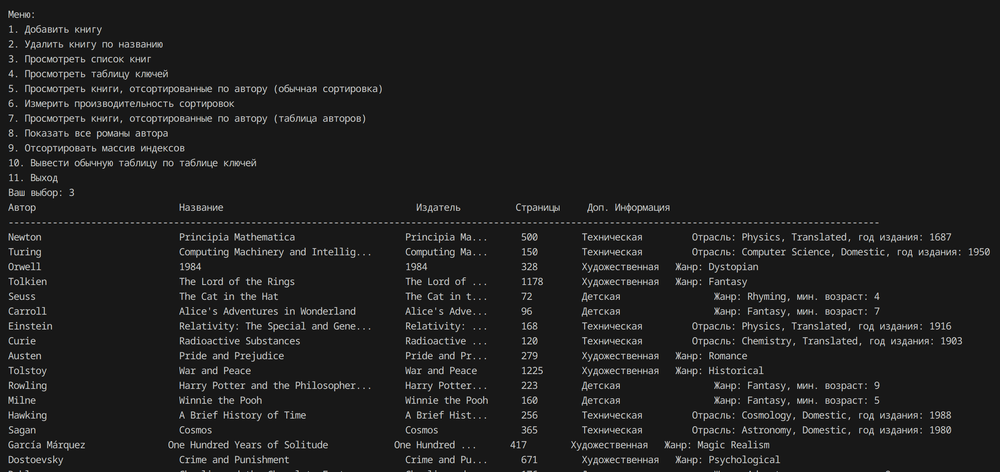 Меню:
1. Добавить книгу
2. Удалить книгу по названию
3. Просмотреть список книг
4. Просмотреть таблицу ключей
5. Просмотреть книги, отсортированные по автору (обычная сортировка)
6. Измерить производительность сортировок
7. Просмотреть книги, отсортированные по автору (таблица авторов)
8. Показать все романы автора
9. Отсортировать массив индексов
10. Вывести обычную таблицу по таблице ключей
11. Выход
Ваш выбор: 3
Автор Название Издатель Страницы Доп. Информация
--------------------------------------------------------------------------------------------------------------------------------------------------------------
Newton Principia Mathematica Principia Ma... 500 Техническая Отрасль: Physics, Translated, год издания: 1687
Turing Computing Machinery and Intellig... Computing Ma... 150 Техническая Отрасль: Computer Science, Domestic, год издания: 1950
Orwell 1984 1984 328 Художественная Жанр: Dystopian
Tolkien The Lord of the Rings The Lord of ... 1178 Художественная Жанр: Fantasy
Seuss The Cat in the Hat The Cat in t... 72 Детская Жанр: Rhyming, мин. возраст: 4
Carroll Alice's Adventures in Wonderland Alice's Adve... 96 Детская Жанр: Fantasy, мин. возраст: 7
Einstein Relativity: The Special and Gene... Relativity: ... 168 Техническая Отрасль: Physics, Translated, год издания: 1916
Curie Radioactive Substances Radioactive ... 120 Техническая Отрасль: Chemistry, Translated, год издания: 1903
Austen Pride and Prejudice Pride and Pr... 279 Художественная Жанр: Romance
Tolstoy War and Peace War and Peace 1225 Художественная Жанр: Historical
Rowling Harry Potter and the Philosopher... Harry Potter... 223 Детская Жанр: Fantasy, мин. возраст: 9
Milne Winnie the Pooh Winnie the Pooh 160 Детская Жанр: Fantasy, мин. возраст: 5
Hawking A Brief History of Time A Brief Hist... 256 Техническая Отрасль: Cosmology, Domestic, год издания: 1988
Sagan Cosmos Cosmos 365 Техническая Отрасль: Astronomy, Domestic, год издания: 1980
García Márquez One Hundred Years of Solitude One Hundred ... 417 Художественная Жанр: Magic Realism
Dostoevsky Crime and Punishment Crime and Pu... 671 Художественная Жанр: Psychological